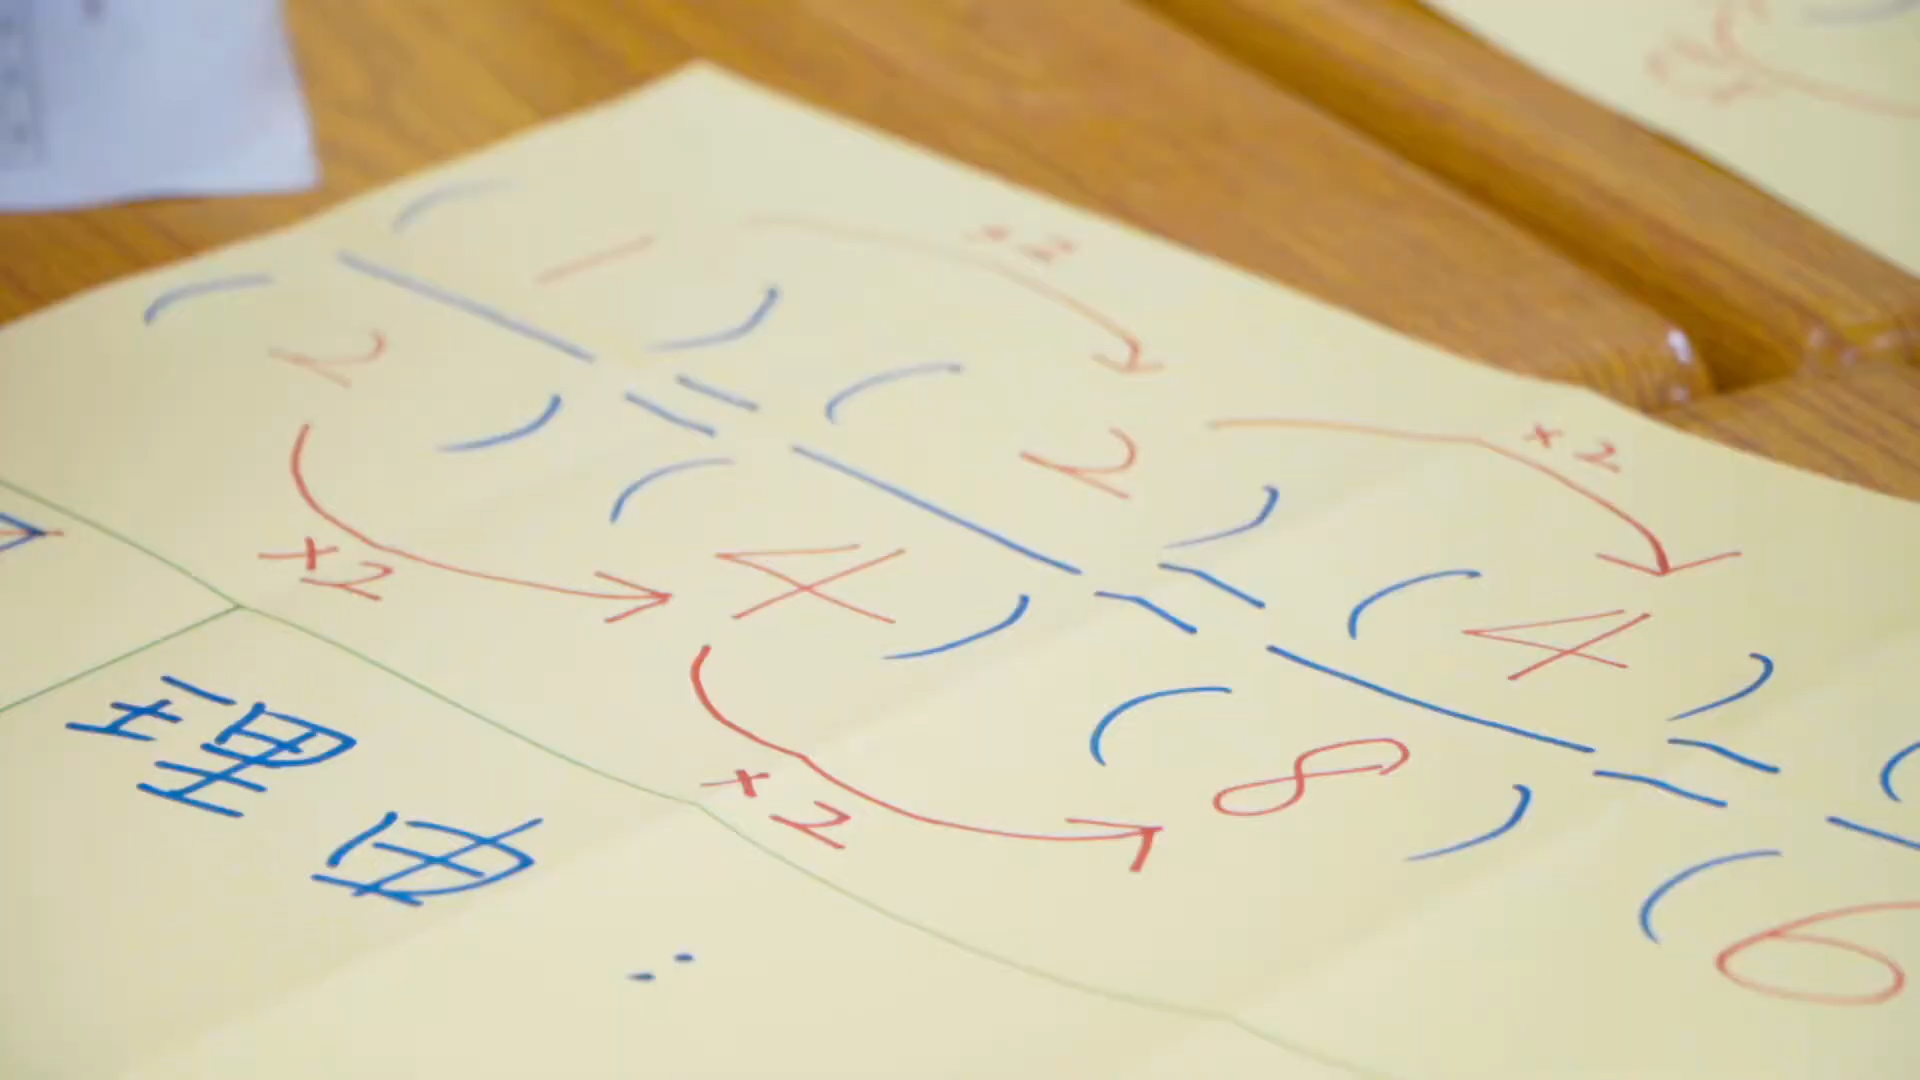 ×2 ×2
( 1 ) ( 2 ) ( 4 ) (
— = — = — = —
( 2 ) ( 4 ) ( 8 ) ( 6
×2 ×2
理由: